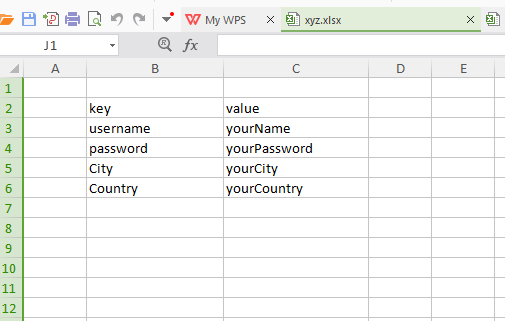 My WPS xyz.xlsx
J1 fx
A B C D E
1
2 key value
3 username yourName
4 password yourPassword
5 City yourCity
6 Country yourCountry
7
8
9
10
11
12